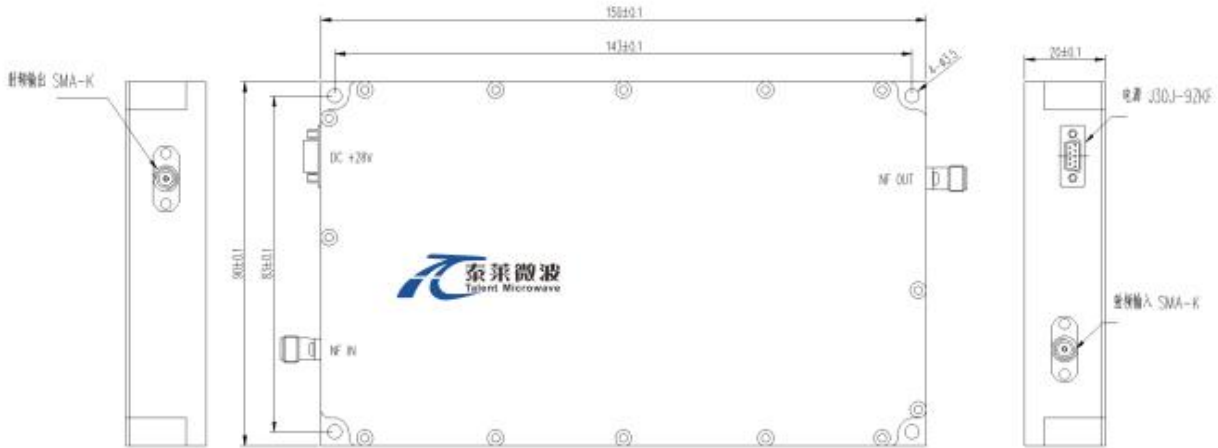 150±0.1
143±0.1
4-φ3.5
20±0.1
射频输出 SMA-K
电源 J30J-9ZKF
DC +28V
NF OUT
90±0.1
83±0.1
泰莱微波
Talent Microwave
射频输入 SMA-K
NF IN